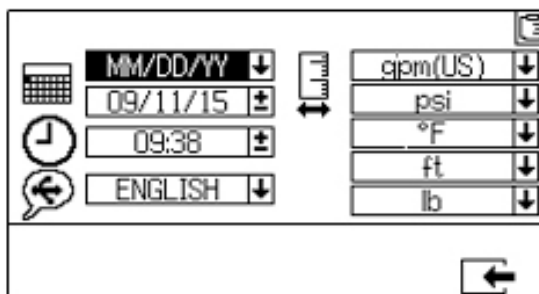 MM/DD/YY
09/11/15
09:38
ENGLISH
gpm(US)
psi
°F
ft
lb